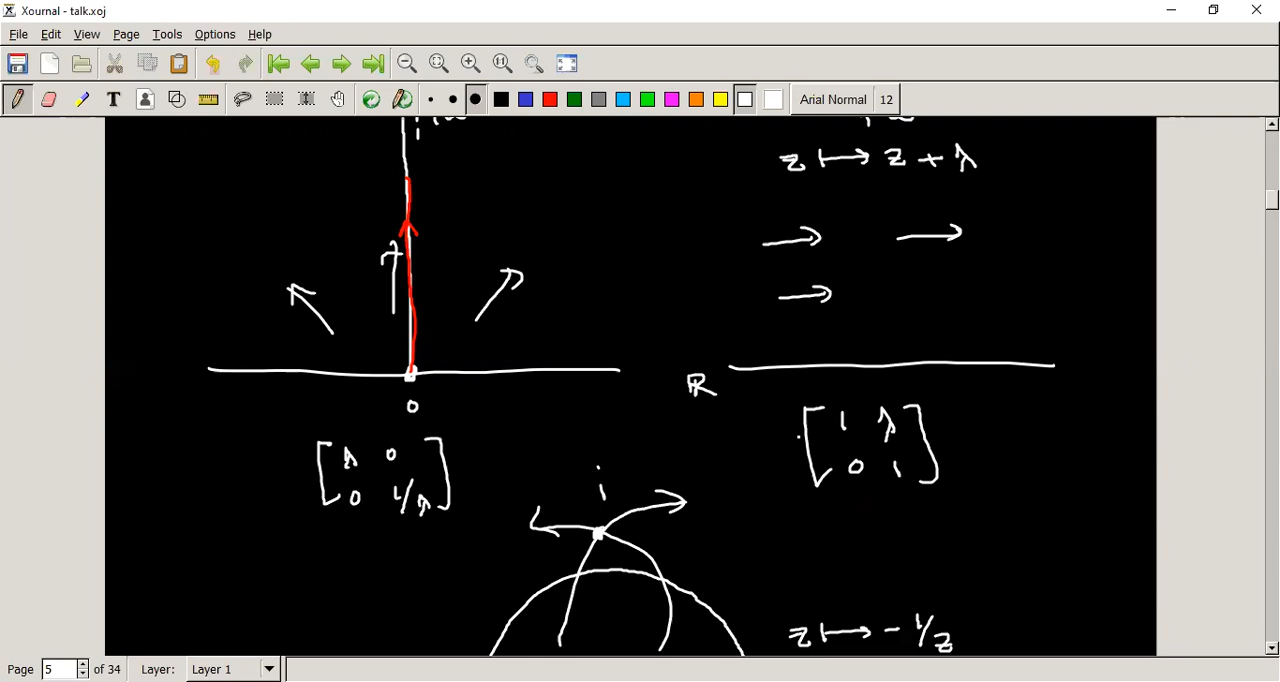 Xournal - talk.xoj
File Edit View Page Tools Options Help
T
Arial Normal 12
z ↦ z + λ
0
ℝ
[λ 0
0 1/λ]
[1 λ
0 1]
i
z ↦ - 1/z
Page 5 of 34 Layer: Layer 1